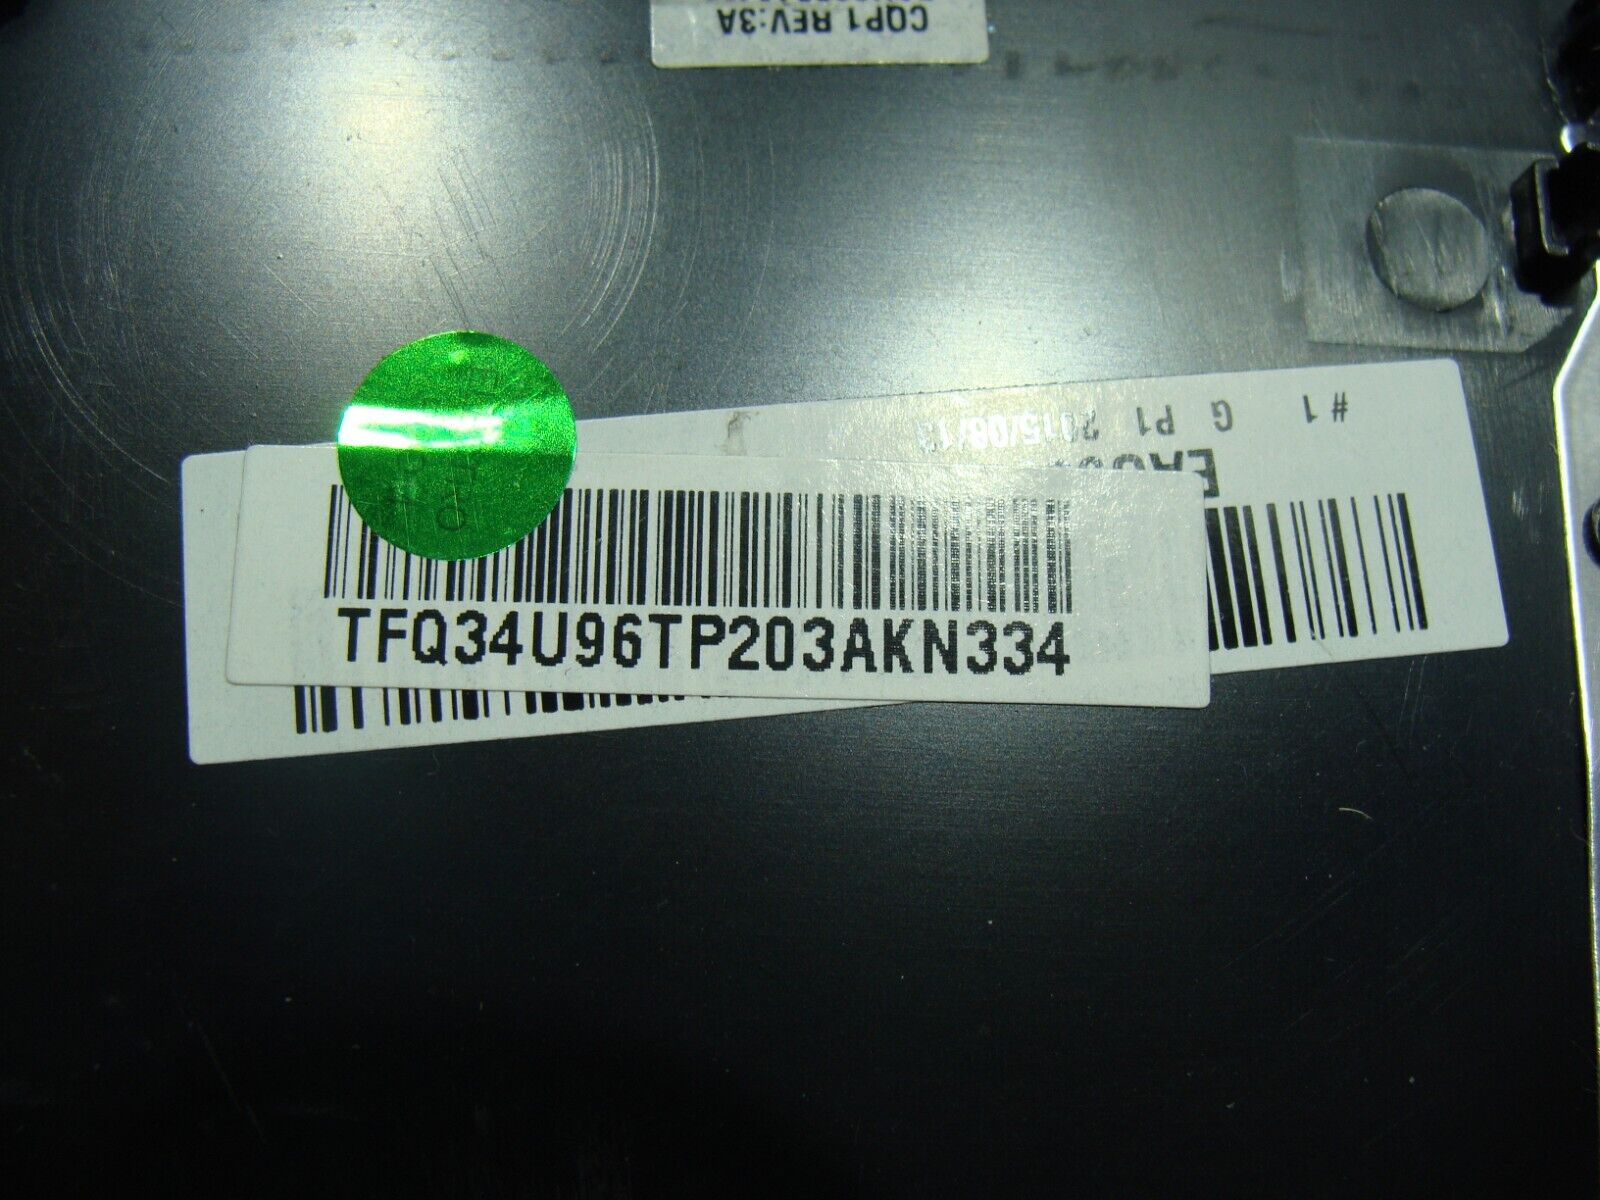 CQP1 REV:3A
# 1 G P1 2015/08/13
TFQ34U96TP203AKN334